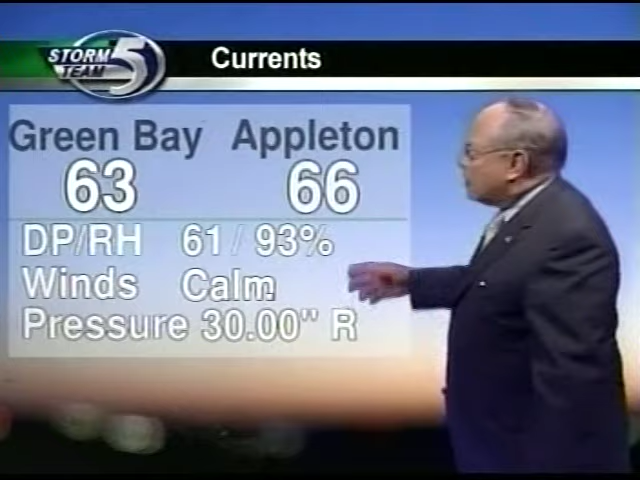 STORM TEAM 5
Currents
Green Bay Appleton
63 66
DP/RH 61 / 93%
Winds Calm
Pressure 30.00" R